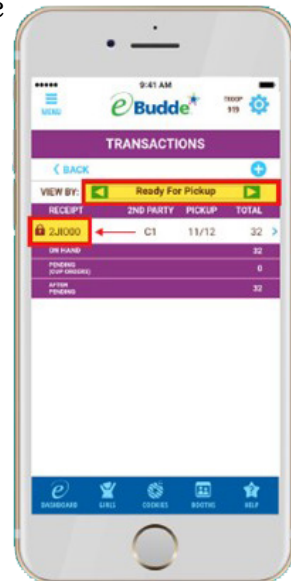 e
9:41 AM
MENU
eBudde
TROOP
919
TRANSACTIONS
BACK
VIEW BY: Ready For Pickup
RECEIPT 2ND PARTY PICKUP TOTAL
2JIO00 C1 11/12 32
ON HAND 32
PENDING
(CUP ORDERS) 0
AFTER
PENDING 32
DASHBOARD GIRLS COOKIES BOOTHS HELP